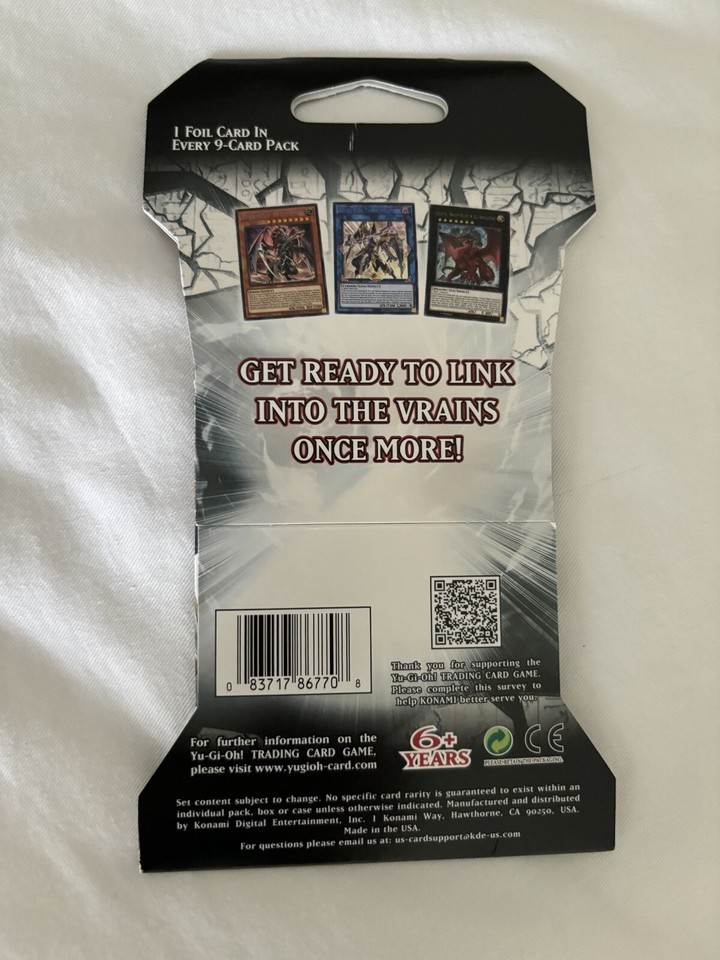 1 Foil Card In
Every 9-Card Pack
GET READY TO LINK
INTO THE VRAINS
ONCE MORE!
0 83717 86770 8
Thank you for supporting the
Yu-Gi-Oh! TRADING CARD GAME.
Please complete this survey to
help KONAMI better serve you.
For further information on the
Yu-Gi-Oh! TRADING CARD GAME,
please visit www.yugioh-card.com
6+
YEARS
CE
PLEASE RETAIN THE PACKAGING.
Set content subject to change. No specific card rarity is guaranteed to exist within an
individual pack, box or case unless otherwise indicated. Manufactured and distributed
by Konami Digital Entertainment, Inc. 1 Konami Way, Hawthorne, CA 90250, USA.
Made in the USA.
For questions please email us at: us-cardsupport@kde-us.com